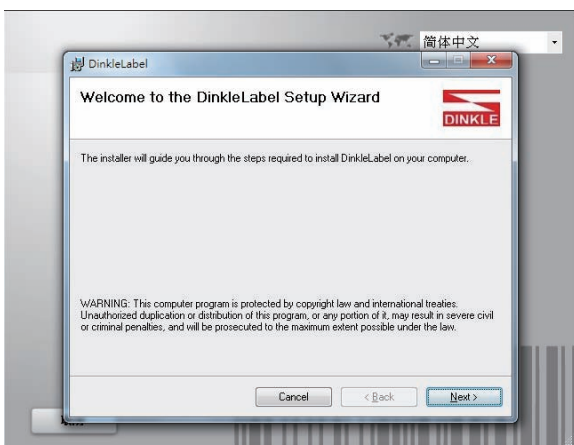 简体中文
DinkleLabel
Welcome to the DinkleLabel Setup Wizard
DINKLE
The installer will guide you through the steps required to install DinkleLabel on your computer.
WARNING: This computer program is protected by copyright law and international treaties.
Unauthorized duplication or distribution of this program, or any portion of it, may result in severe civil
or criminal penalties, and will be prosecuted to the maximum extent possible under the law.
Cancel
< Back
Next >